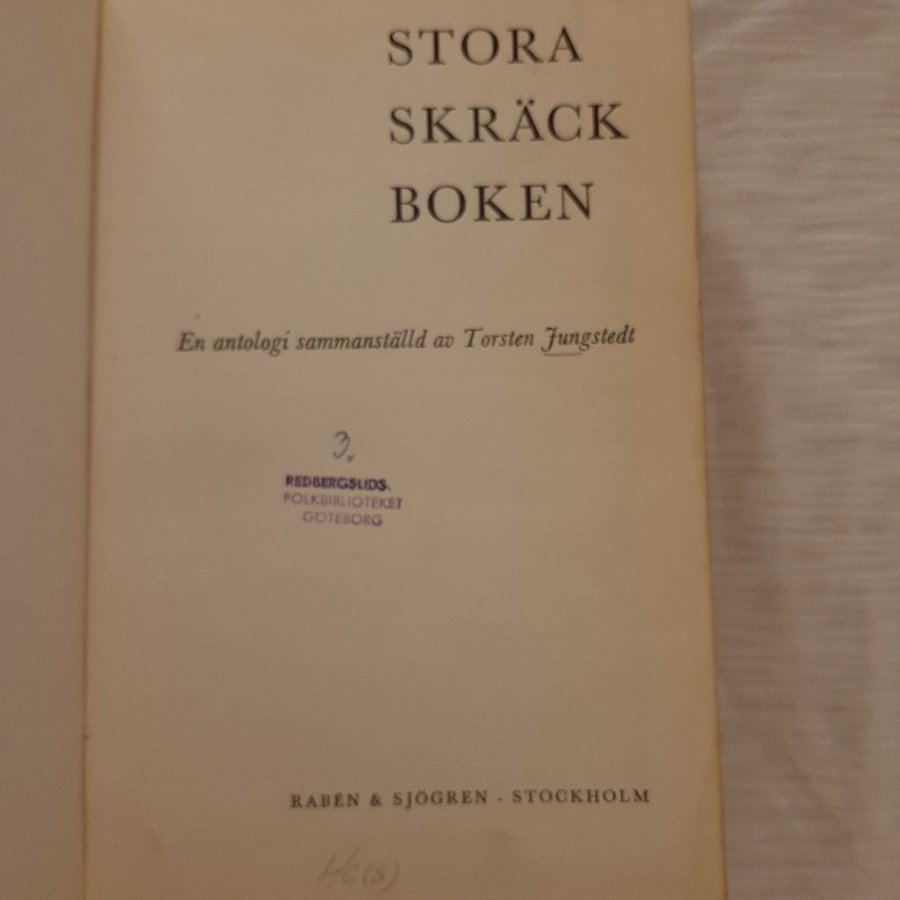 STORA
SKRÄCK
BOKEN
En antologi sammanställd av Torsten Jungstedt
3.
REDBERGSLIDS
FOLKBIBLIOTEKET
GÖTEBORG
RABÉN & SJÖGREN - STOCKHOLM